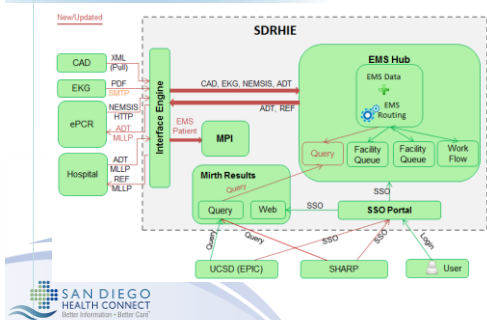 New/Updated
SDRHIE
CAD
XML
(Pull)
EKG
PDF
SMTP
ePCR
NEMSIS
HTTP
ADT
MLLP
Hospital
ADT
MLLP
REF
MLLP
Interface Engine
CAD, EKG, NEMSIS, ADT
ADT, REF
EMS
Patient
MPI
EMS Hub
EMS Data
EMS
Routing
Query
Facility
Queue
Facility
Queue
Work
Flow
Mirth Results
Query
Query
Web
SSO
SSO
SSO Portal
Query
Query
SSO
SSO
Login
UCSD (EPIC)
SHARP
User
SAN DIEGO
HEALTH CONNECT
Better Information • Better Care